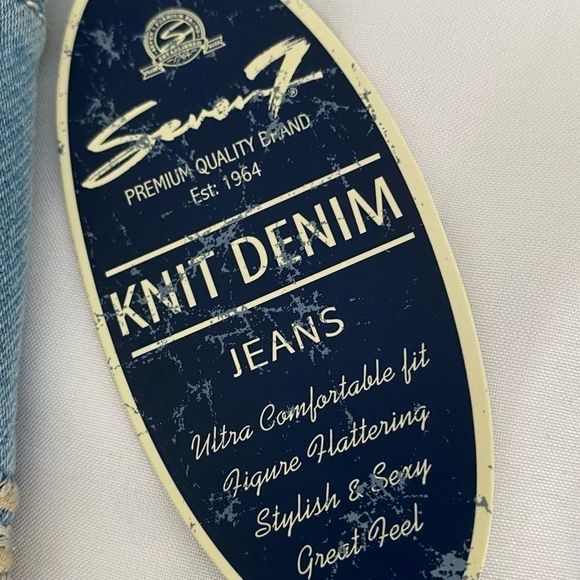 Seven7®
PREMIUM QUALITY BRAND
Est: 1964
KNIT DENIM
JEANS
Ultra Comfortable fit
Figure Flattering
Stylish & Sexy
Great Feel